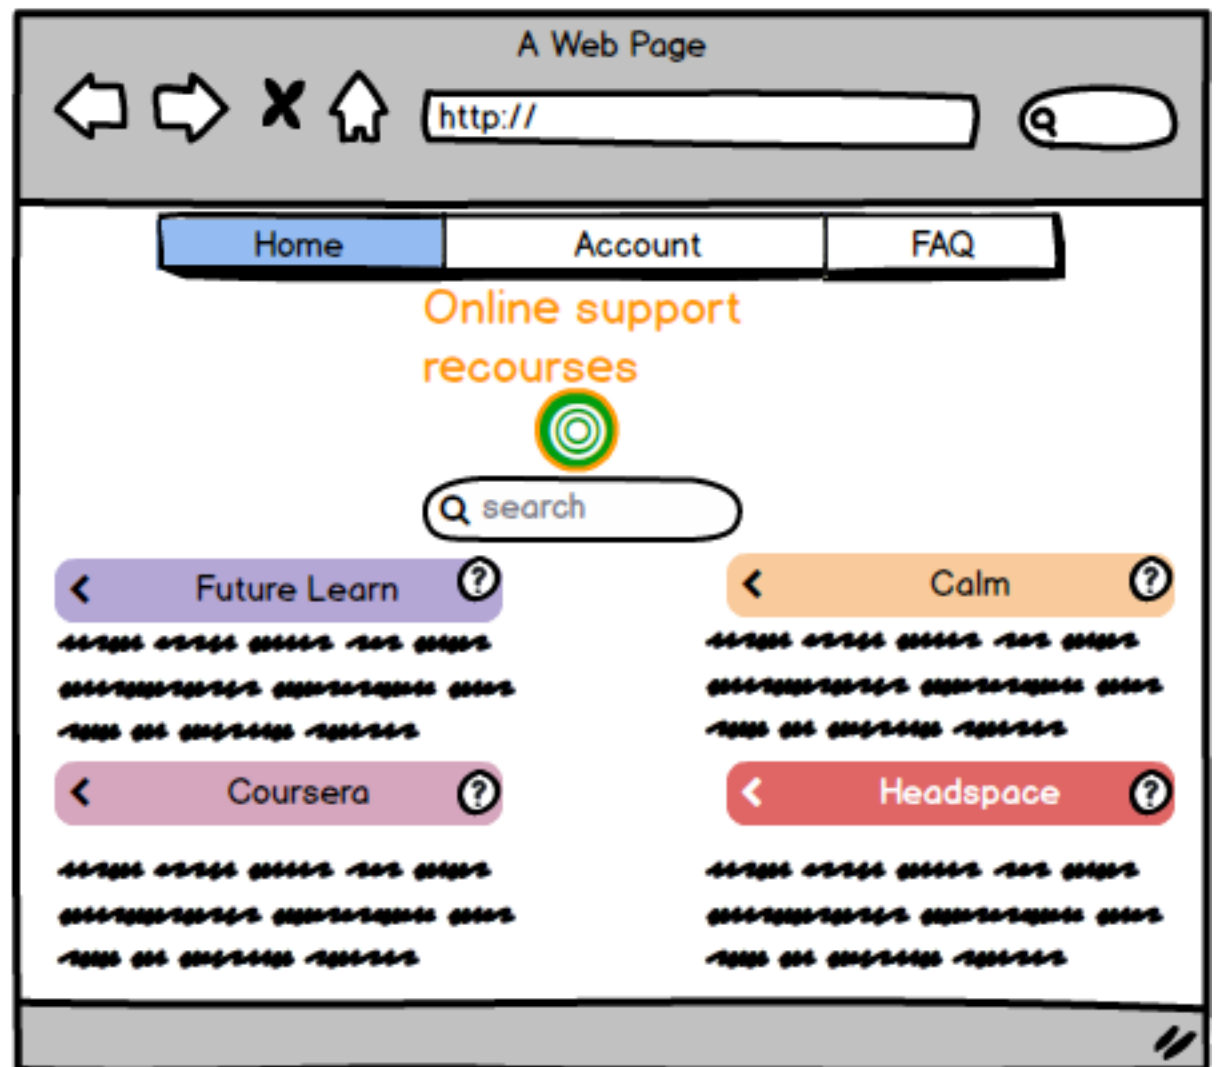 A Web Page
http://
Home Account FAQ
Online support
recourses
search
Future Learn ?
Calm ?
Coursera ?
Headspace ?